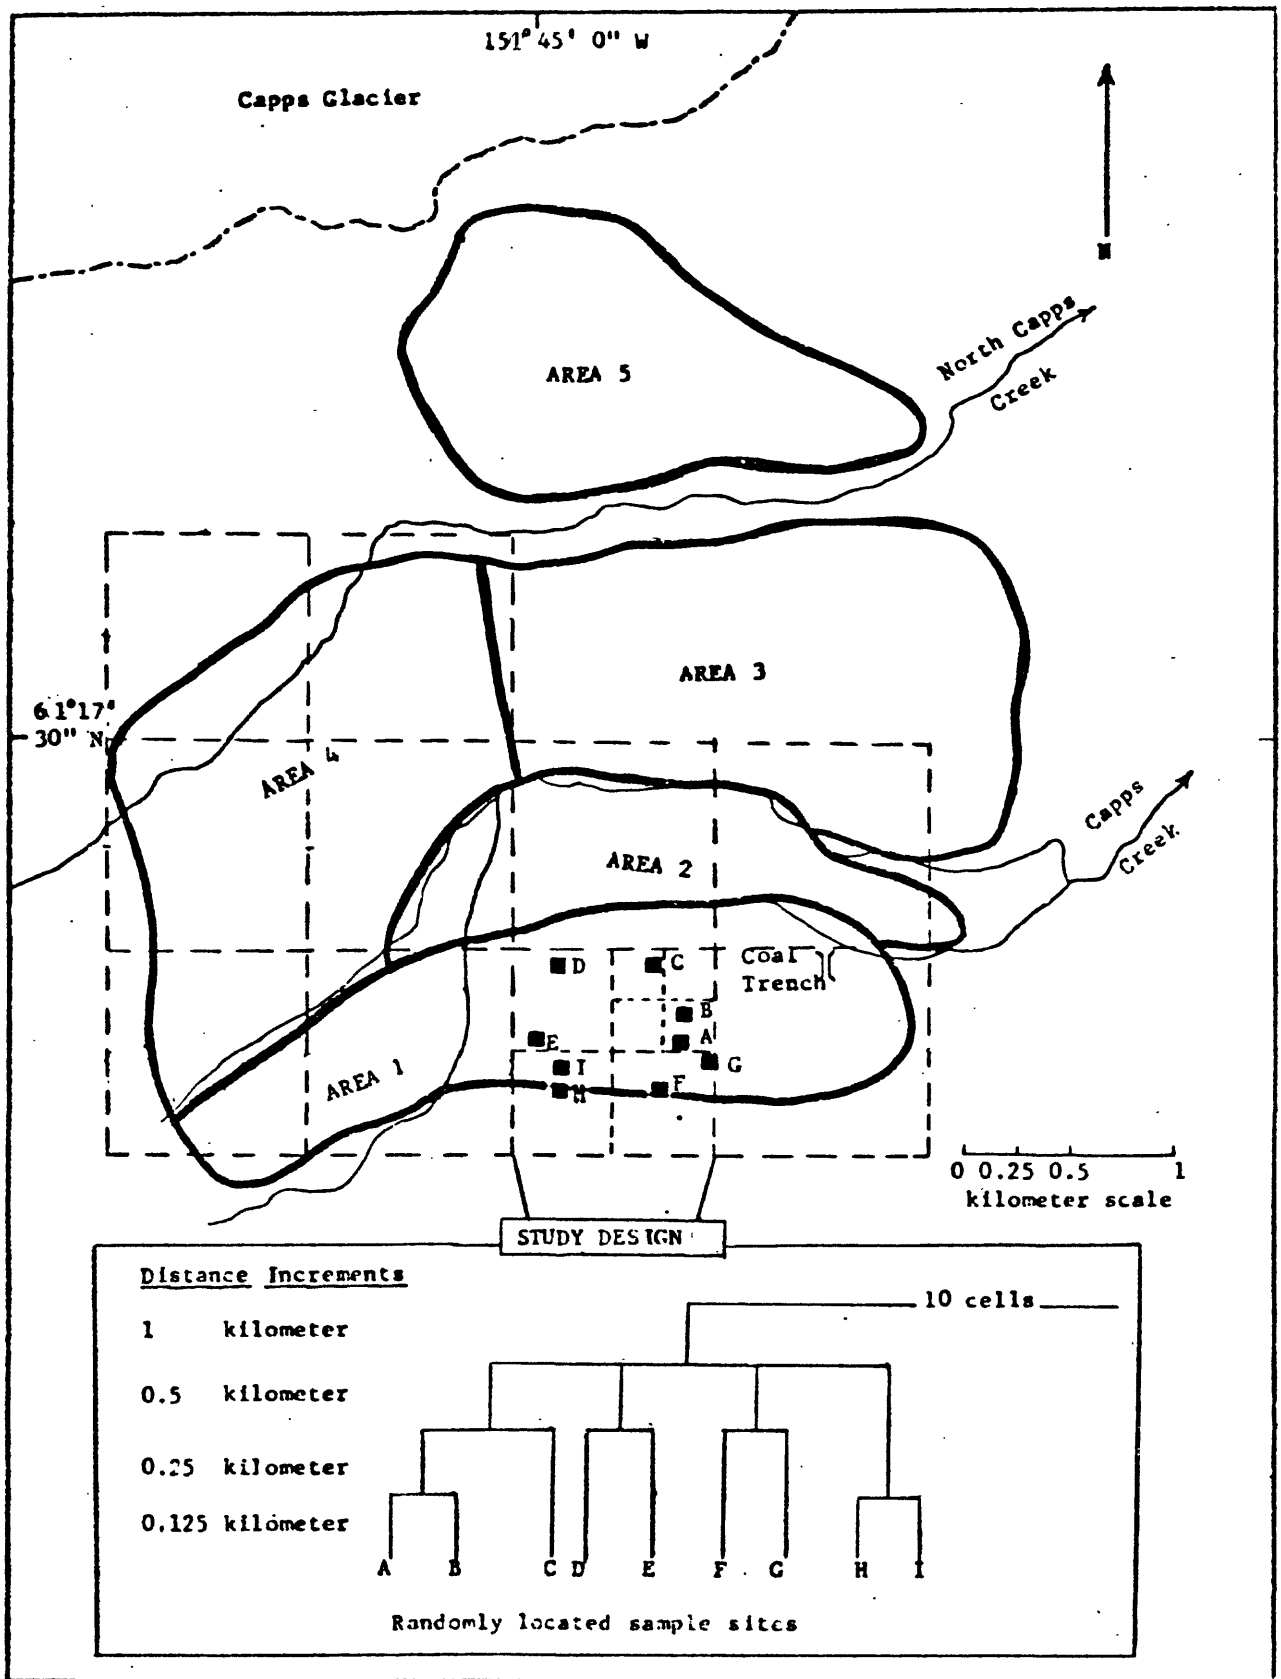 151° 45' 0" W
Capps Glacier
N
North Capps
Creek
AREA 5
AREA 3
61°17'
30" N
AREA 4
Capps
Creek
AREA 2
D
C
Coal
Trench
B
A
E
I
G
AREA 1
H
F
0 0.25 0.5 1
kilometer scale
STUDY DESIGN
Distance Increments
10 cells
1 kilometer
0.5 kilometer
0.25 kilometer
0.125 kilometer
A B C D E F G H I
Randomly located sample sites